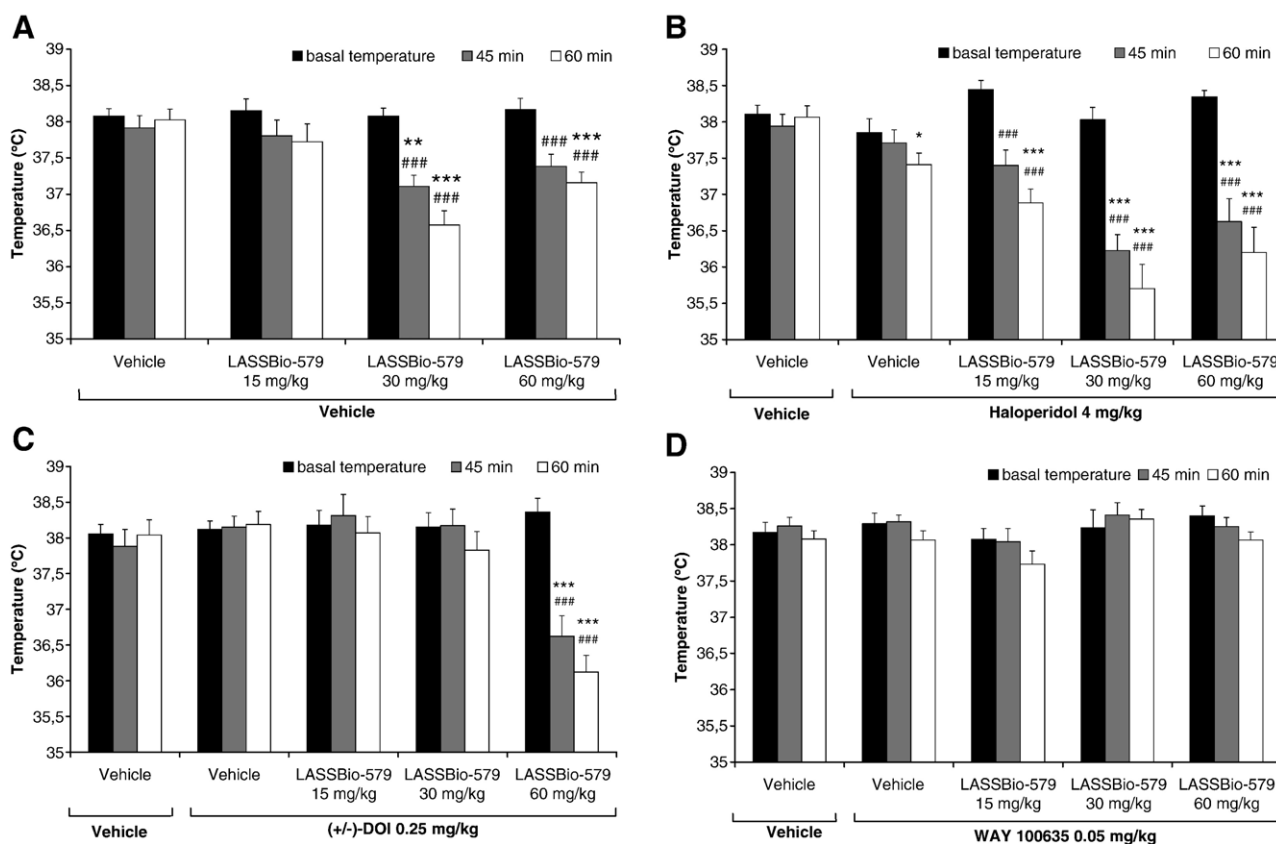 A
39
38,5
38
37,5
37
36,5
36
35,5
35
Temperature (°C)
basal temperature 45 min 60 min
**
###
***
###
###
***
###
Vehicle
LASSBio-579
15 mg/kg
LASSBio-579
30 mg/kg
LASSBio-579
60 mg/kg
Vehicle
B
39
38,5
38
37,5
37
36,5
36
35,5
35
Temperature (°C)
basal temperature 45 min 60 min
*
###
***
###
***
###
***
###
***
###
***
###
Vehicle
Vehicle
LASSBio-579
15 mg/kg
LASSBio-579
30 mg/kg
LASSBio-579
60 mg/kg
Vehicle
Haloperidol 4 mg/kg
C
39
38,5
38
37,5
37
36,5
36
35,5
35
Temperature (°C)
basal temperature 45 min 60 min
***
###
***
###
Vehicle
Vehicle
LASSBio-579
15 mg/kg
LASSBio-579
30 mg/kg
LASSBio-579
60 mg/kg
Vehicle
(+/-)-DOI 0.25 mg/kg
D
39
38,5
38
37,5
37
36,5
36
35,5
35
Temperature (°C)
basal temperature 45 min 60 min
Vehicle
Vehicle
LASSBio-579
15 mg/kg
LASSBio-579
30 mg/kg
LASSBio-579
60 mg/kg
Vehicle
WAY 100635 0.05 mg/kg